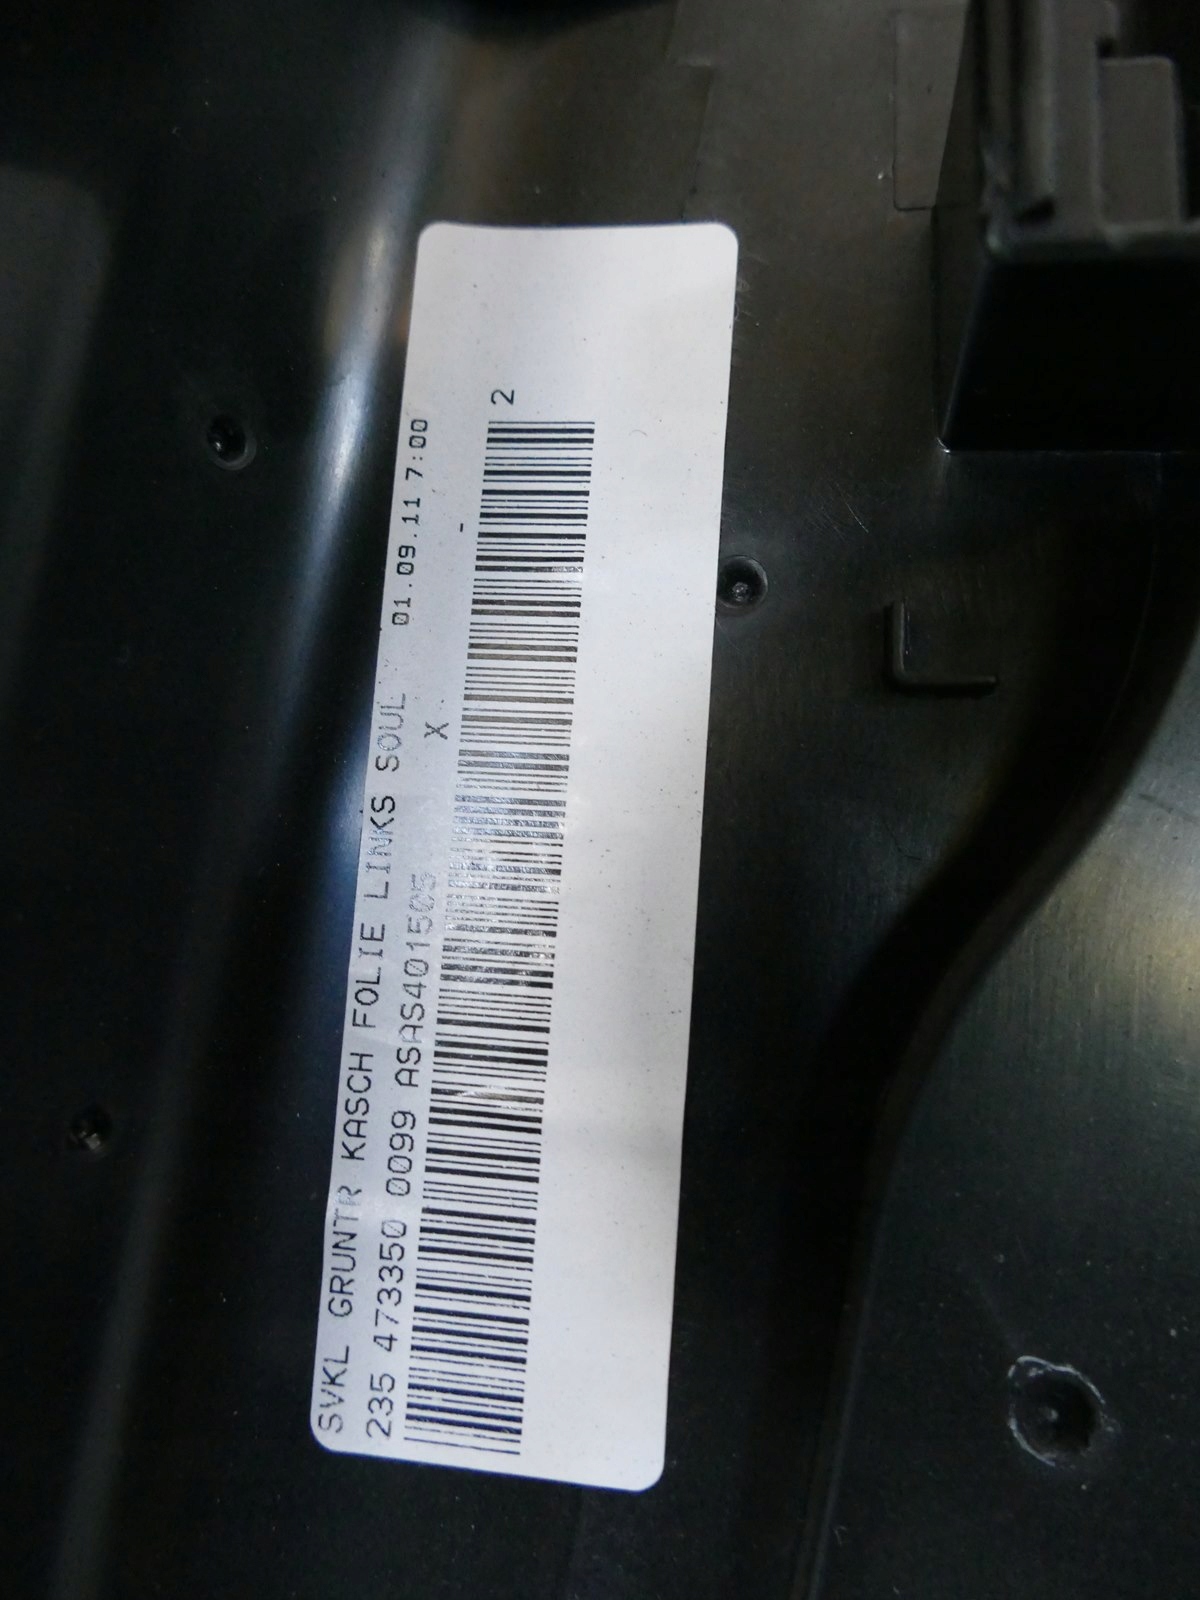 SVKL GRUNTR KASCH FOLIE LINKS SOUL 01.09.11 7:00
235 473350 0099 ASAS401505 X -
2